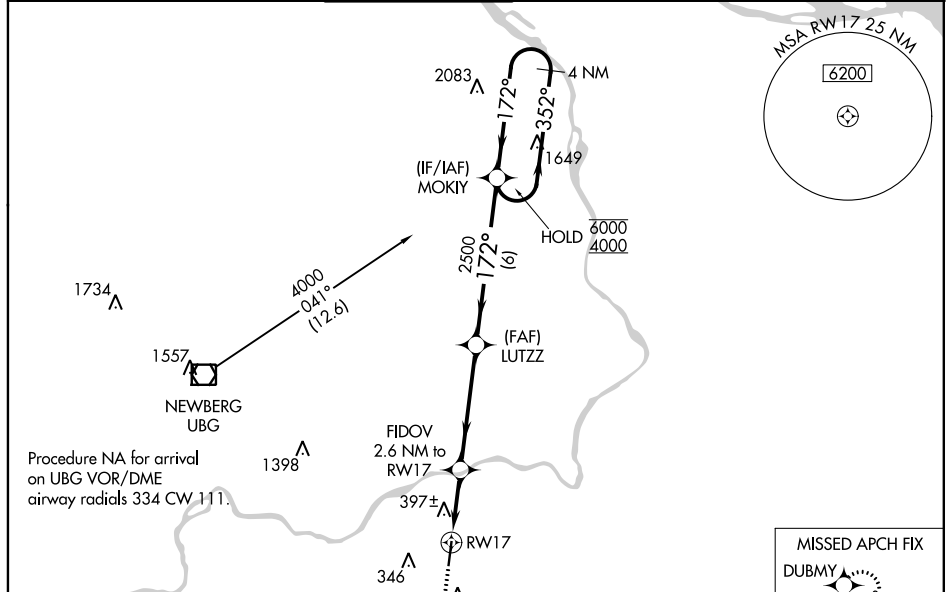 MSA RW17 25 NM
6200
2083
4 NM
172°
352°
1649
(IF/IAF)
MOKIY
HOLD
6000
4000
2500
172°
(6)
4000
041°
(12.6)
1734
(FAF)
LUTZZ
1557
NEWBERG
UBG
FIDOV
2.6 NM to
RW17
1398
Procedure NA for arrival
on UBG VOR/DME
airway radials 334 CW 111.
397±
RW17
346
MISSED APCH FIX
DUBMY